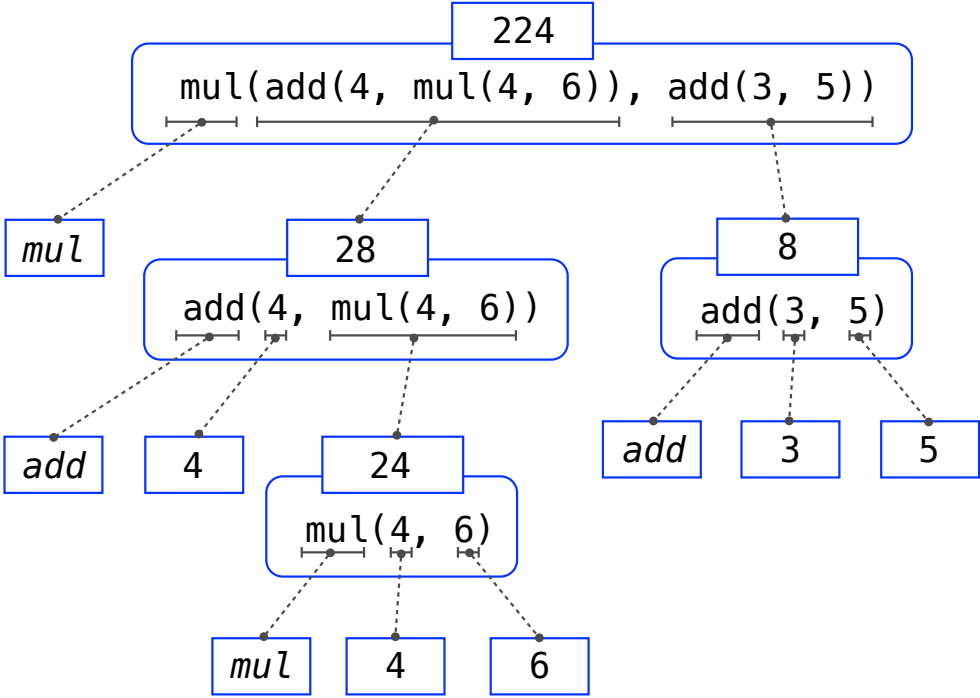 224
mul(add(4, mul(4, 6)), add(3, 5))
mul
28
8
add(4, mul(4, 6))
add(3, 5)
add
4
24
add
3
5
mul(4, 6)
mul
4
6